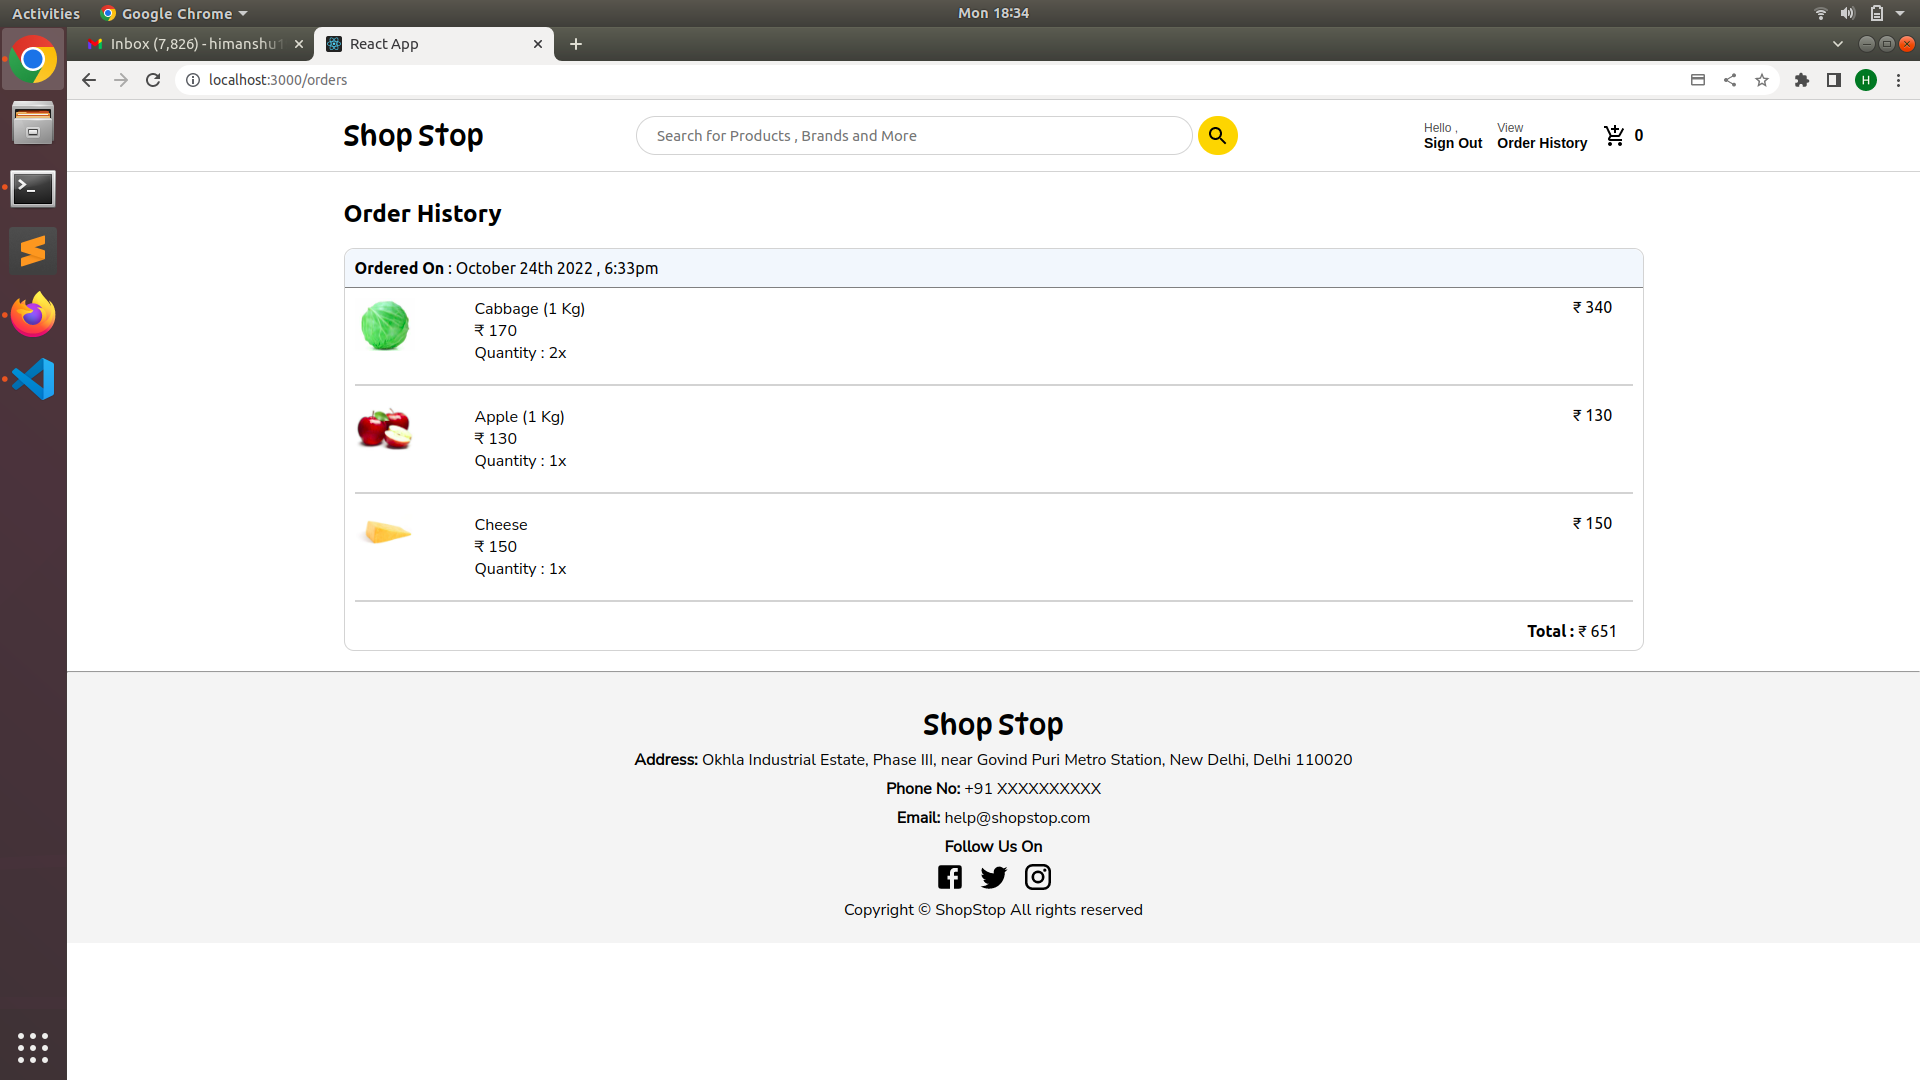 Activities Google Chrome Mon 18:34
Inbox (7,826) - himanshu1 React App
localhost:3000/orders H
Shop Stop Search for Products , Brands and More Hello , View 0
Sign Out Order History
Order History
Ordered On : October 24th 2022 , 6:33pm
Cabbage (1 Kg) ₹ 340
₹ 170
Quantity : 2x
Apple (1 Kg) ₹ 130
₹ 130
Quantity : 1x
Cheese ₹ 150
₹ 150
Quantity : 1x
Total : ₹ 651
Shop Stop
Address: Okhla Industrial Estate, Phase III, near Govind Puri Metro Station, New Delhi, Delhi 110020
Phone No: +91 XXXXXXXXXX
Email: help@shopstop.com
Follow Us On
Copyright © ShopStop All rights reserved